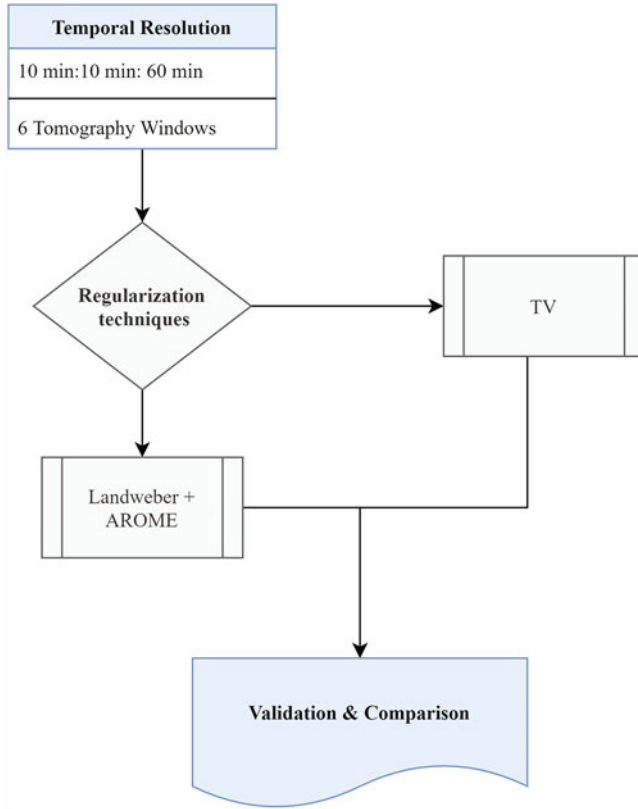 Temporal Resolution
10 min:10 min: 60 min
6 Tomography Windows
Regularization
techniques
TV
Landweber +
AROME
Validation & Comparison